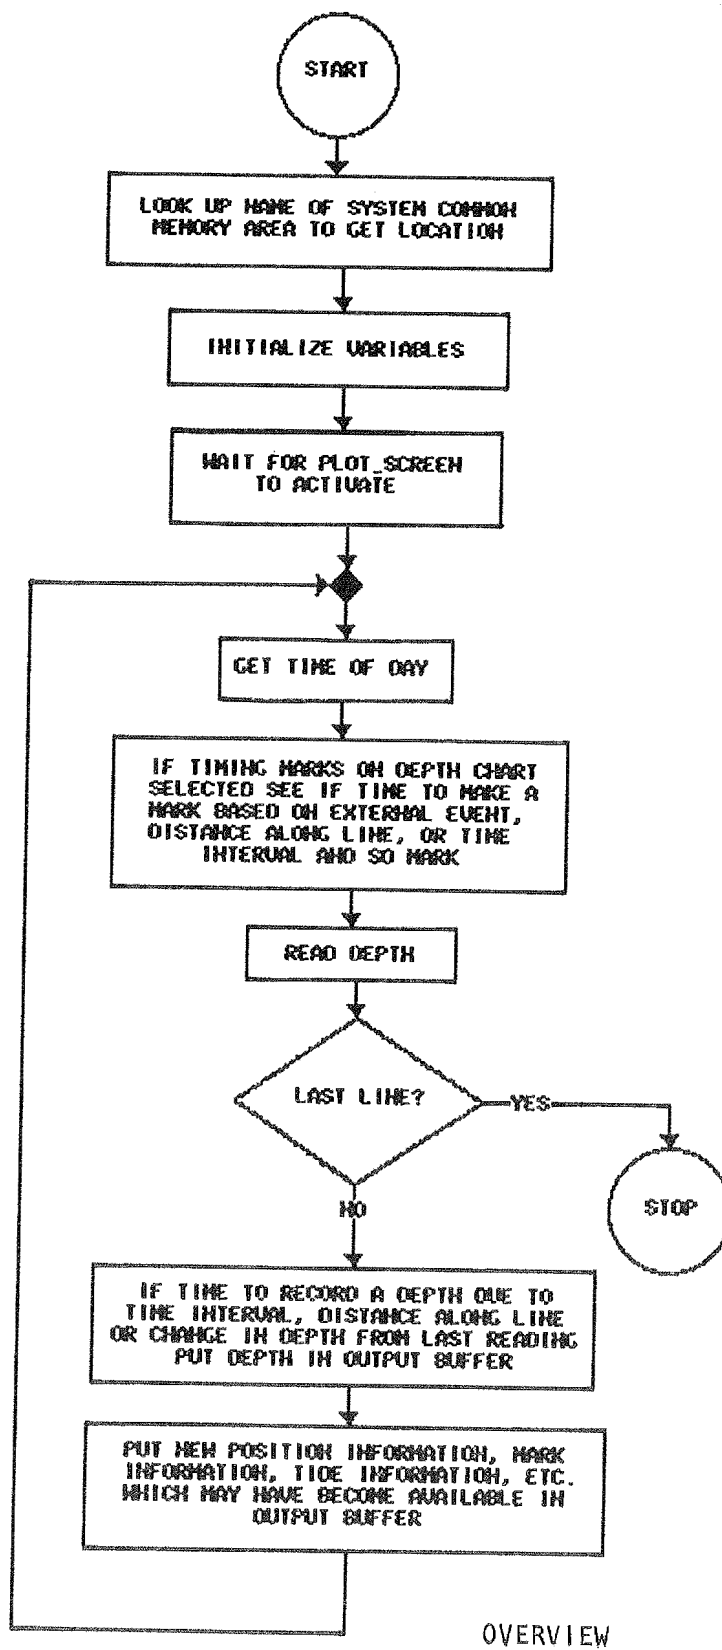 START
LOOK UP NAME OF SYSTEM COMMON
MEMORY AREA TO GET LOCATION
INITIALIZE VARIABLES
WAIT FOR PLOT_SCREEN
TO ACTIVATE
GET TIME OF DAY
IF TIMING MARKS ON DEPTH CHART
SELECTED SEE IF TIME TO MAKE A
MARK BASED ON EXTERNAL EVENT,
DISTANCE ALONG LINE, OR TIME
INTERVAL AND SO MARK
READ DEPTH
LAST LINE?
YES
STOP
NO
IF TIME TO RECORD A DEPTH DUE TO
TIME INTERVAL, DISTANCE ALONG LINE
OR CHANGE IN DEPTH FROM LAST READING
PUT DEPTH IN OUTPUT BUFFER
PUT NEW POSITION INFORMATION, MARK
INFORMATION, TIDE INFORMATION, ETC.
WHICH MAY HAVE BECOME AVAILABLE IN
OUTPUT BUFFER
OVERVIEW